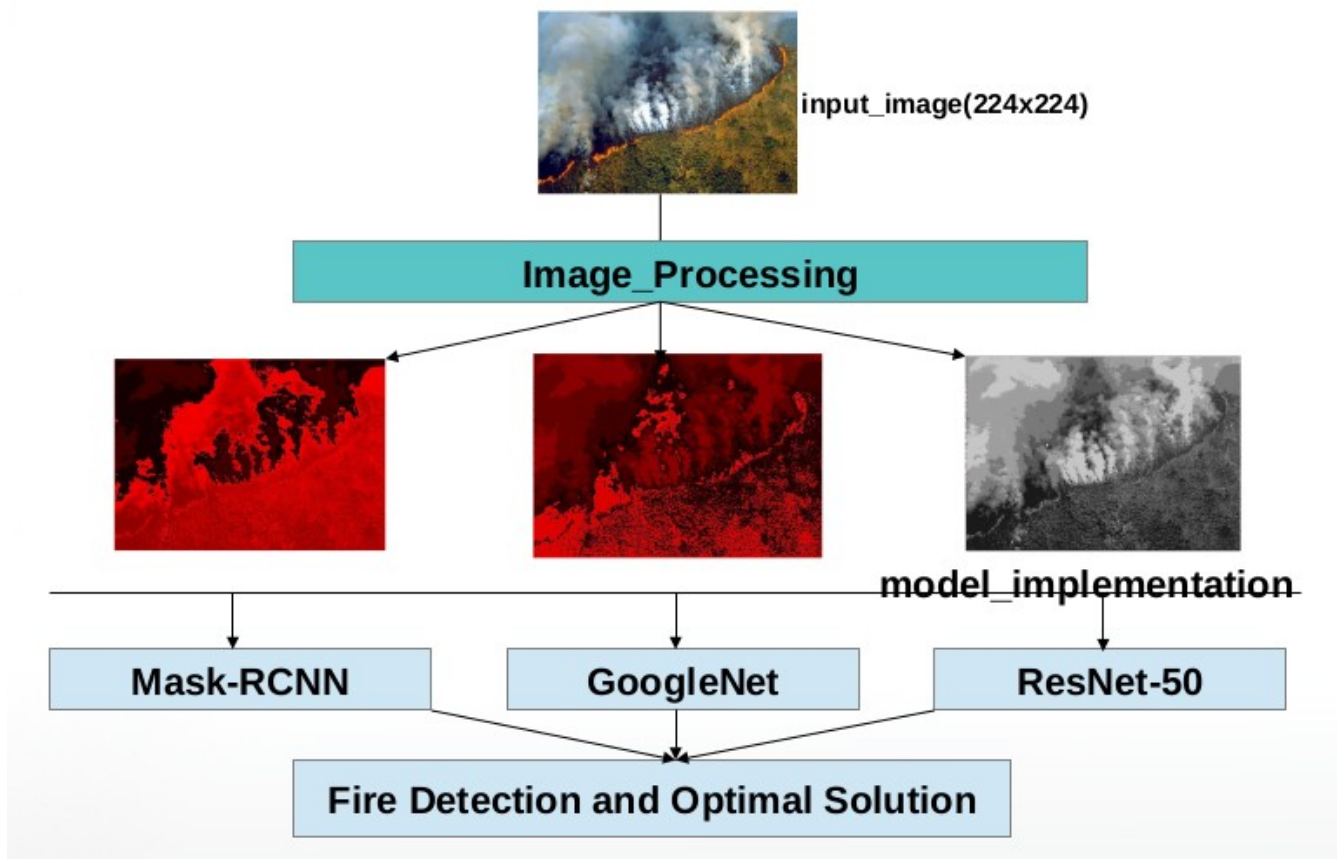 input_image(224x224)
Image_Processing
model_implementation
Mask-RCNN
GoogleNet
ResNet-50
Fire Detection and Optimal Solution